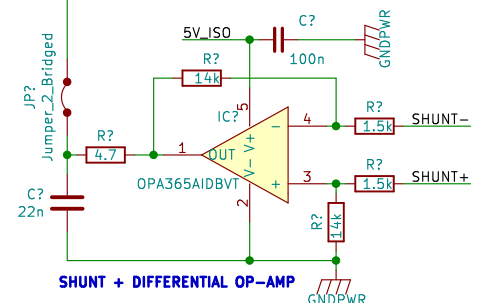 5V_ISO
C?
100n
GNDPWR
R?
14k
JP?
Jumper_2_Bridged
5
IC?
4
R?
1.5k
SHUNT-
R?
4.7
1
OUT
V+
V-
-
+
OPA365AIDBVT
3
R?
1.5k
SHUNT+
2
C?
22n
R?
14k
SHUNT + DIFFERENTIAL OP-AMP
GNDPWR